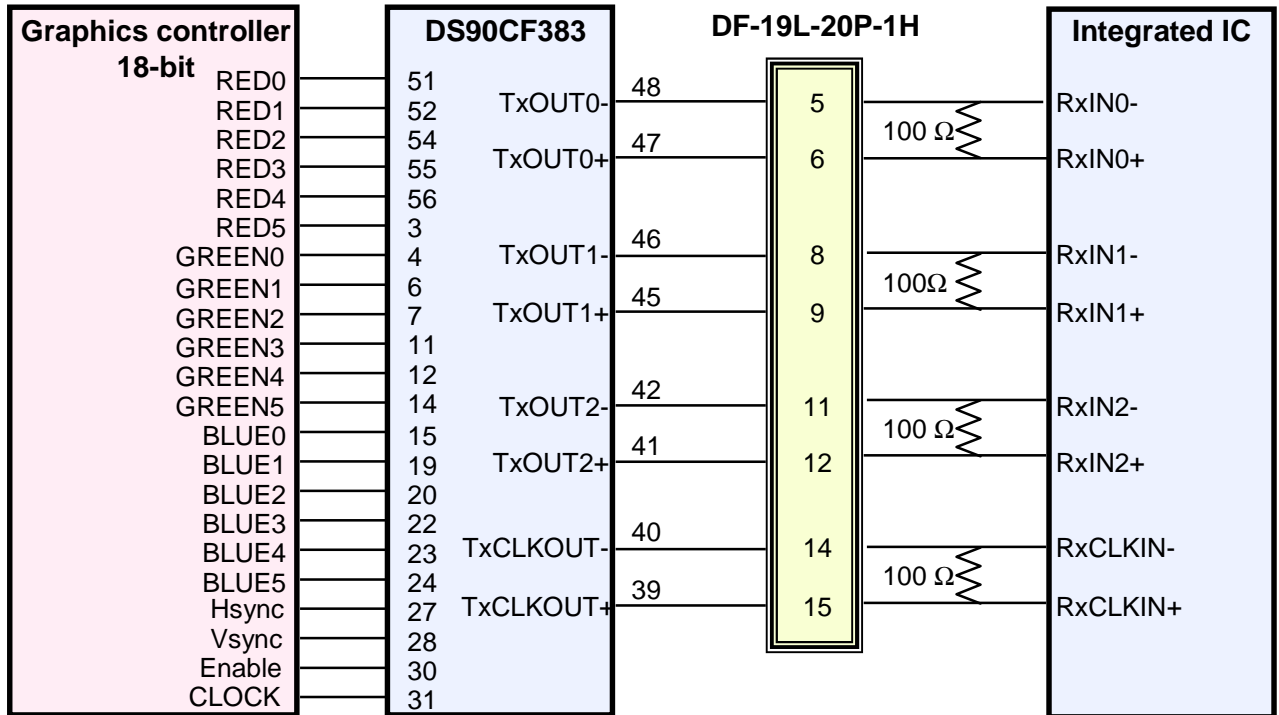 Graphics controller
18-bit
DS90CF383
DF-19L-20P-1H
Integrated IC
RED0 51
RED1 52
RED2 54
RED3 55
RED4 56
RED5 3
GREEN0 4
GREEN1 6
GREEN2 7
GREEN3 11
GREEN4 12
GREEN5 14
BLUE0 15
BLUE1 19
BLUE2 20
BLUE3 22
BLUE4 23
BLUE5 24
Hsync 27
Vsync 28
Enable 30
CLOCK 31
TxOUT0- 48 5 RxIN0-
100 Ω
TxOUT0+ 47 6 RxIN0+
TxOUT1- 46 8 RxIN1-
100Ω
TxOUT1+ 45 9 RxIN1+
TxOUT2- 42 11 RxIN2-
100 Ω
TxOUT2+ 41 12 RxIN2+
TxCLKOUT- 40 14 RxCLKIN-
100 Ω
TxCLKOUT+ 39 15 RxCLKIN+